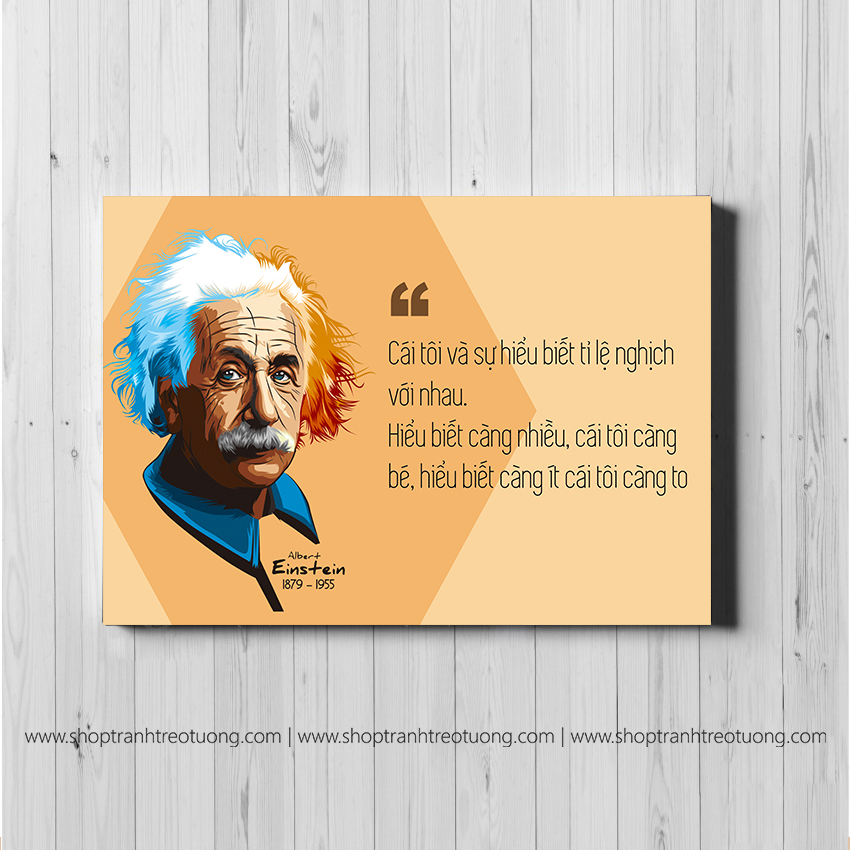 Cái tôi và sự hiểu biết tỉ lệ nghịch
với nhau.
Hiểu biết càng nhiều, cái tôi càng
bé, hiểu biết càng ít cái tôi càng to
Albert
Einstein
1879 – 1955
www.shoptranhtreotuong.com | www.shoptranhtreotuong.com | www.shoptranhtreotuong.com